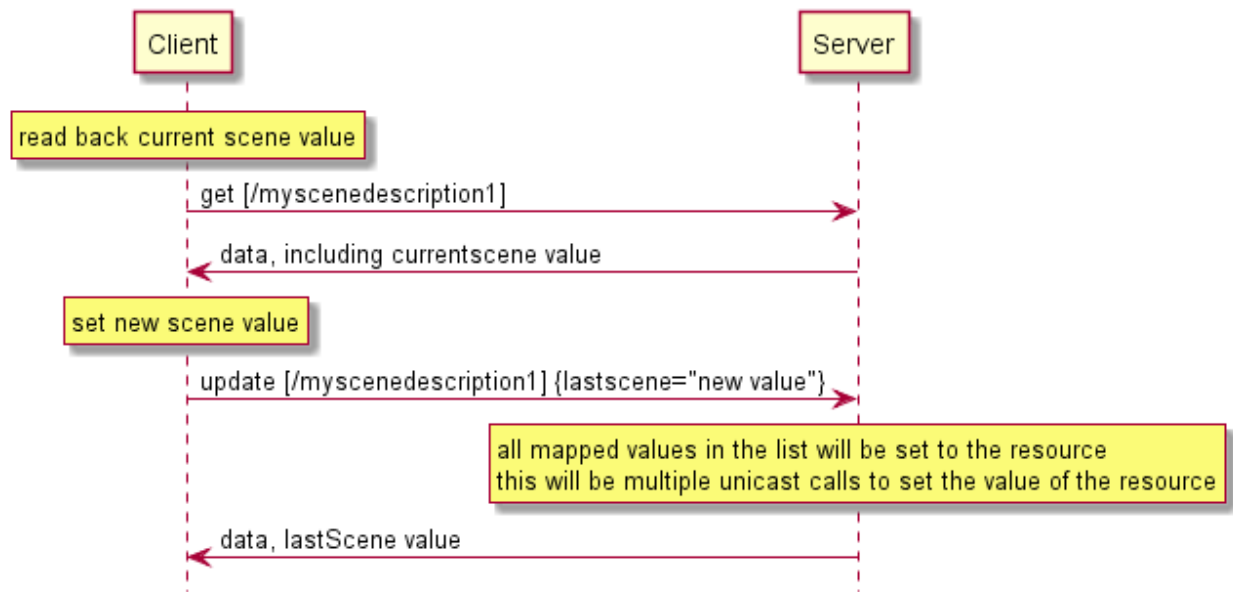 Client
Server
read back current scene value
get [/myscenedescription1]
data, including currentscene value
set new scene value
update [/myscenedescription1] {lastscene="new value"}
all mapped values in the list will be set to the resource
this will be multiple unicast calls to set the value of the resource
data, lastScene value